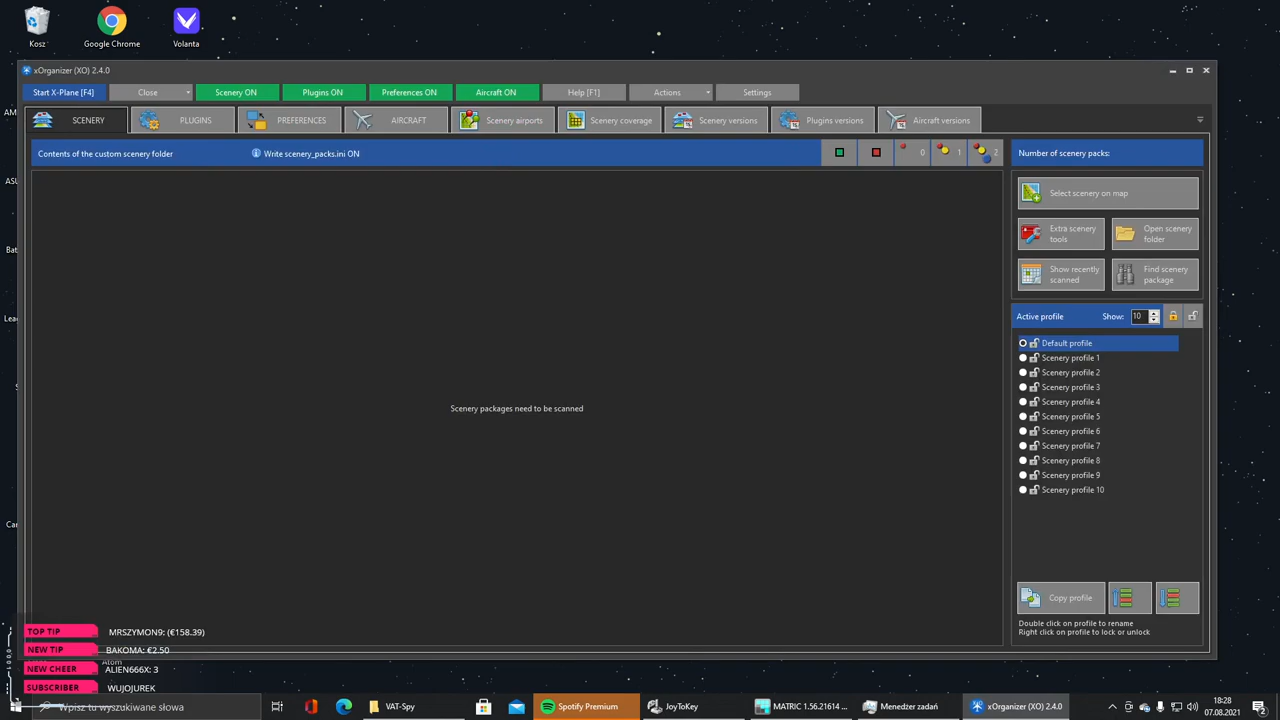 Kosz
Google Chrome
Volanta
xOrganizer (XO) 2.4.0
Start X-Plane [F4]
Close
Scenery ON
Plugins ON
Preferences ON
Aircraft ON
Help [F1]
Actions
Settings
SCENERY
PLUGINS
PREFERENCES
AIRCRAFT
Scenery airports
Scenery coverage
Scenery versions
Plugins versions
Aircraft versions
Contents of the custom scenery folder
Write scenery_packs.ini ON
0
1
2
Number of scenery packs:
Select scenery on map
Extra scenery
tools
Open scenery
folder
Show recently
scanned
Find scenery
package
Active profile
Show:
10
Default profile
Scenery profile 1
Scenery profile 2
Scenery profile 3
Scenery profile 4
Scenery profile 5
Scenery profile 6
Scenery profile 7
Scenery profile 8
Scenery profile 9
Scenery profile 10
Scenery packages need to be scanned
Copy profile
Double click on profile to rename
Right click on profile to lock or unlock
AM
ASU
Bat
Lea
S
Car
TOP TIP
MRSZYMON9: (€158.39)
NEW TIP
BAKOMA: €2.50
Atom
NEW CHEER
ALIEN666X: 3
SUBSCRIBER
WUJOJUREK
Wpisz tu wyszukiwane słowa
VAT-Spy
Spotify Premium
JoyToKey
MATRIC 1.56.21614 ...
Menedżer zadań
xOrganizer (XO) 2.4.0
18:28
07.08.2021
2